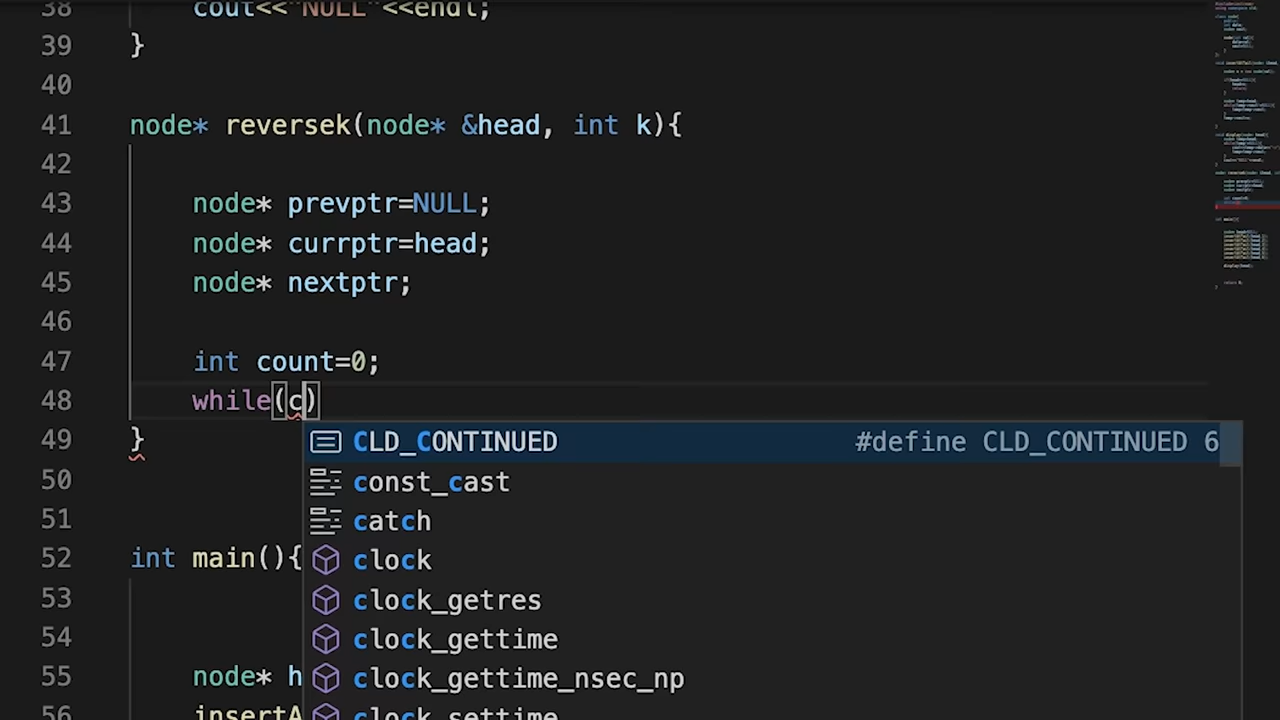 38 cout<<"NULL"<<endl;
39 }
40
41 node* reversek(node* &head, int k){
42
43 node* prevptr=NULL;
44 node* currptr=head;
45 node* nextptr;
46
47 int count=0;
48 while(c)
49 }
CLD_CONTINUED #define CLD_CONTINUED 6
50 const_cast
51 catch
52 int main(){ clock
53 clock_getres
54 clock_gettime
55 node* h clock_gettime_nsec_np
56 insertA clock_settime